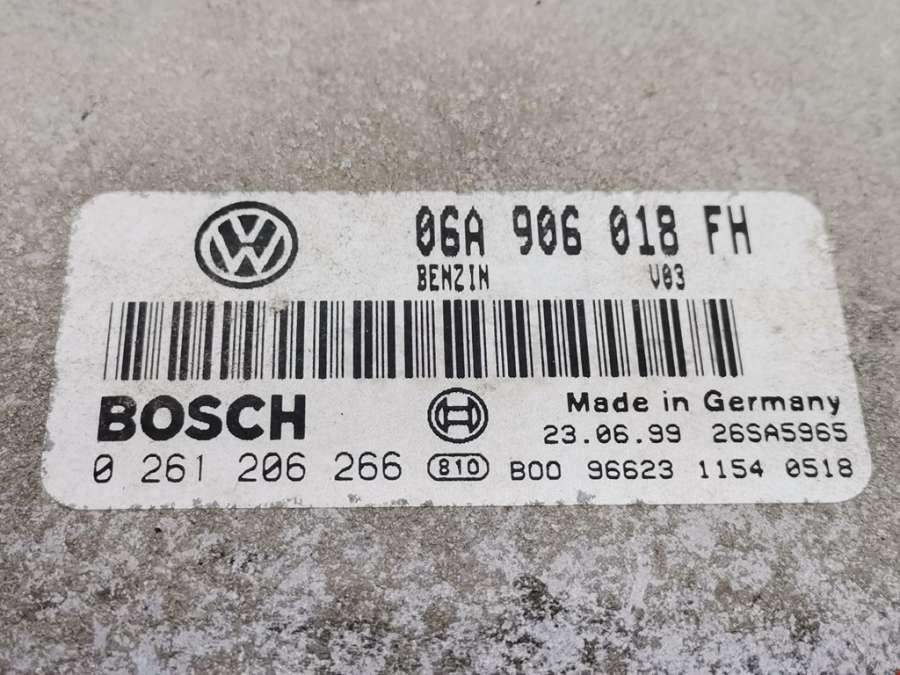 06A 906 018 FH
BENZIN V03
BOSCH
Made in Germany
23.06.99 26SA5965
0 261 206 266 810 B00 96623 1154 0518